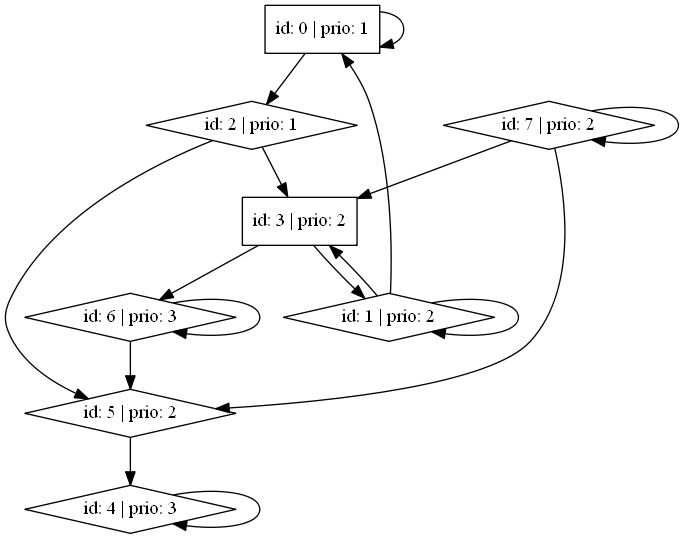 id: 0 | prio: 1
id: 2 | prio: 1
id: 7 | prio: 2
id: 3 | prio: 2
id: 6 | prio: 3
id: 1 | prio: 2
id: 5 | prio: 2
id: 4 | prio: 3